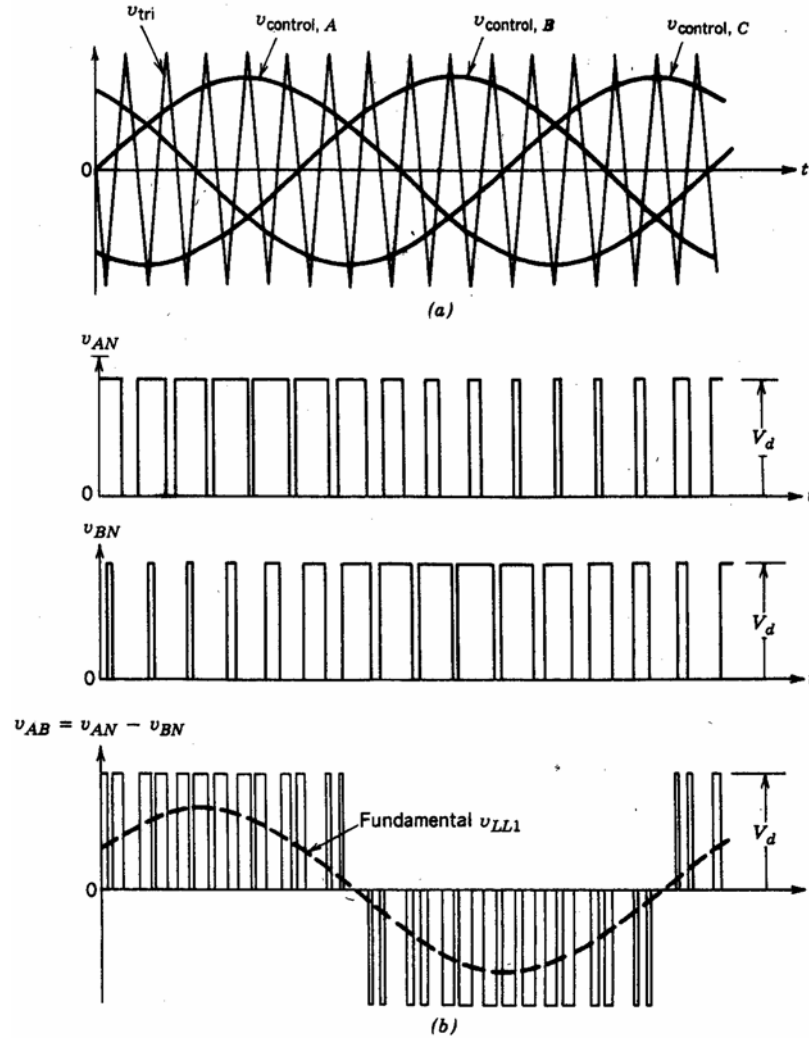 v_tri
v_control, A
v_control, B
v_control, C
0
t
(a)
v_AN
V_d
0
v_BN
V_d
0
v_AB = v_AN − v_BN
Fundamental v_LL1
V_d
0
(b)